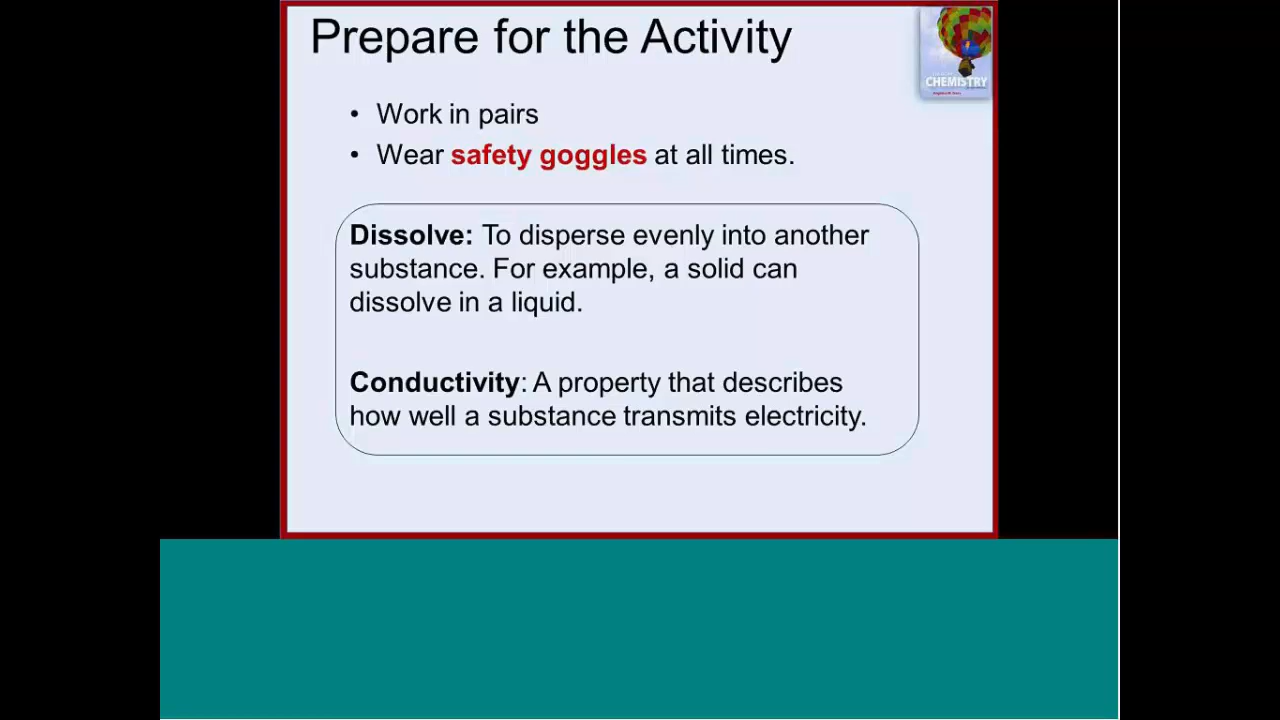 Prepare for the Activity
CHEMISTRY
• Work in pairs
• Wear safety goggles at all times.
Dissolve: To disperse evenly into another
substance. For example, a solid can
dissolve in a liquid.
Conductivity: A property that describes
how well a substance transmits electricity.